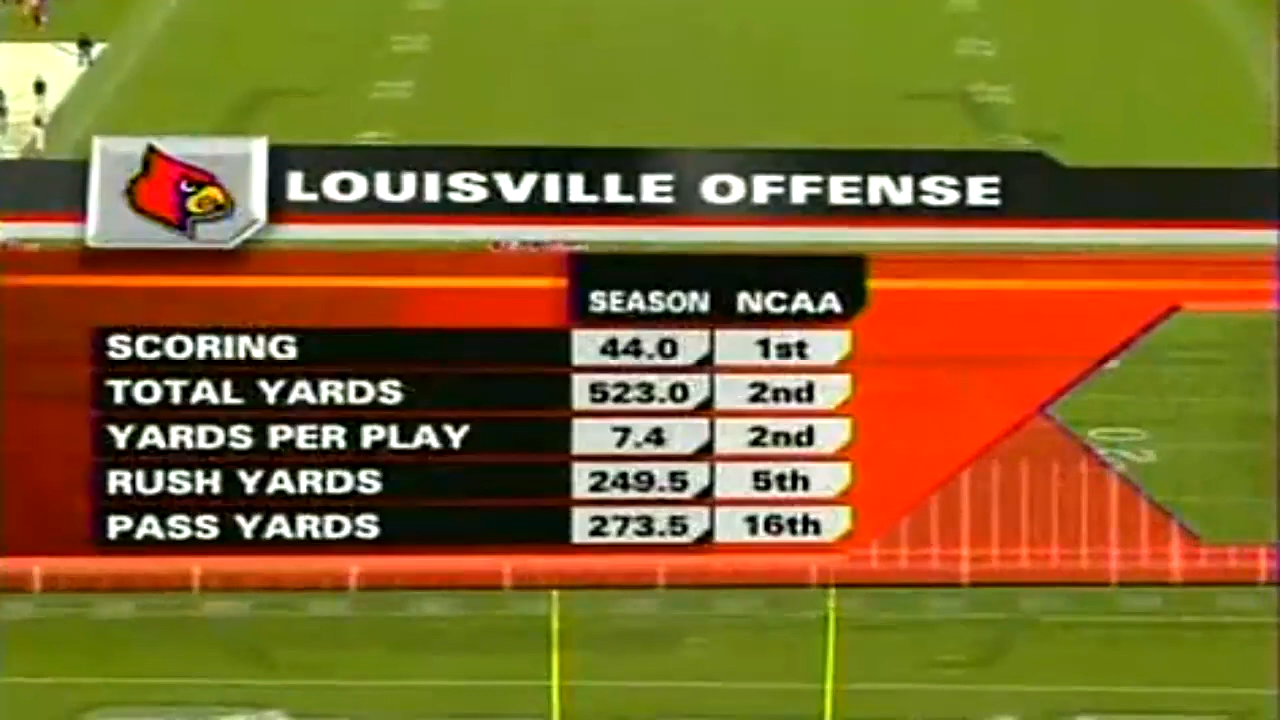 LOUISVILLE OFFENSE
SEASON NCAA
SCORING 44.0 1st
TOTAL YARDS 523.0 2nd
YARDS PER PLAY 7.4 2nd
RUSH YARDS 249.5 5th
PASS YARDS 273.5 16th
20